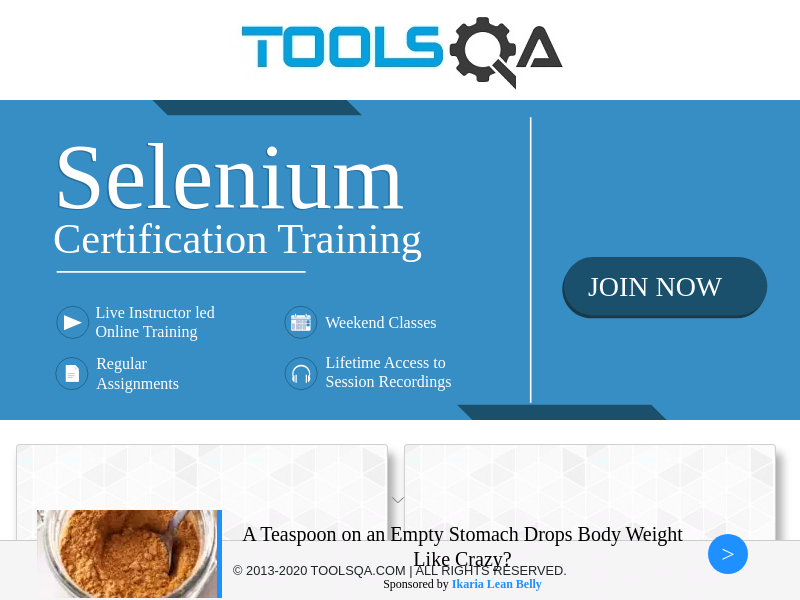 TOOLSQA
Selenium
Certification Training
JOIN NOW
Live Instructor led
Online Training
Weekend Classes
Regular
Assignments
Lifetime Access to
Session Recordings
A Teaspoon on an Empty Stomach Drops Body Weight
Like Crazy?
>
© 2013-2020 TOOLSQA.COM | ALL RIGHTS RESERVED.
Sponsored by Ikaria Lean Belly